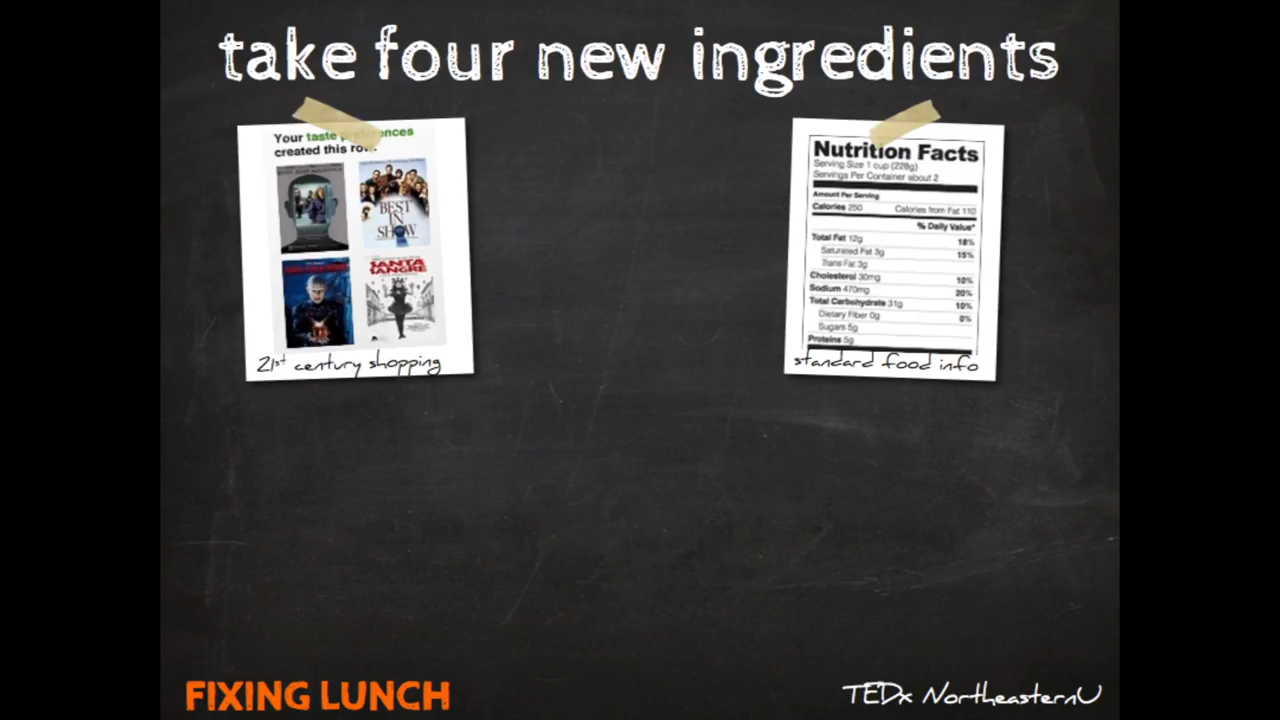 take four new ingredients
Your taste preferences
created this row.
BEST
IN
SHOW
SANTA
SANGRE
21st century shopping
Nutrition Facts
Serving Size 1 cup (228g)
Servings Per Container about 2
Amount Per Serving
Calories 250 Calories from Fat 110
% Daily Value*
Total Fat 12g 18%
Saturated Fat 3g 15%
Trans Fat 3g
Cholesterol 30mg 10%
Sodium 470mg 20%
Total Carbohydrate 31g 10%
Dietary Fiber 0g 0%
Sugars 5g
Proteins 5g
standard food info
FIXING LUNCH
TEDx NortheasternU